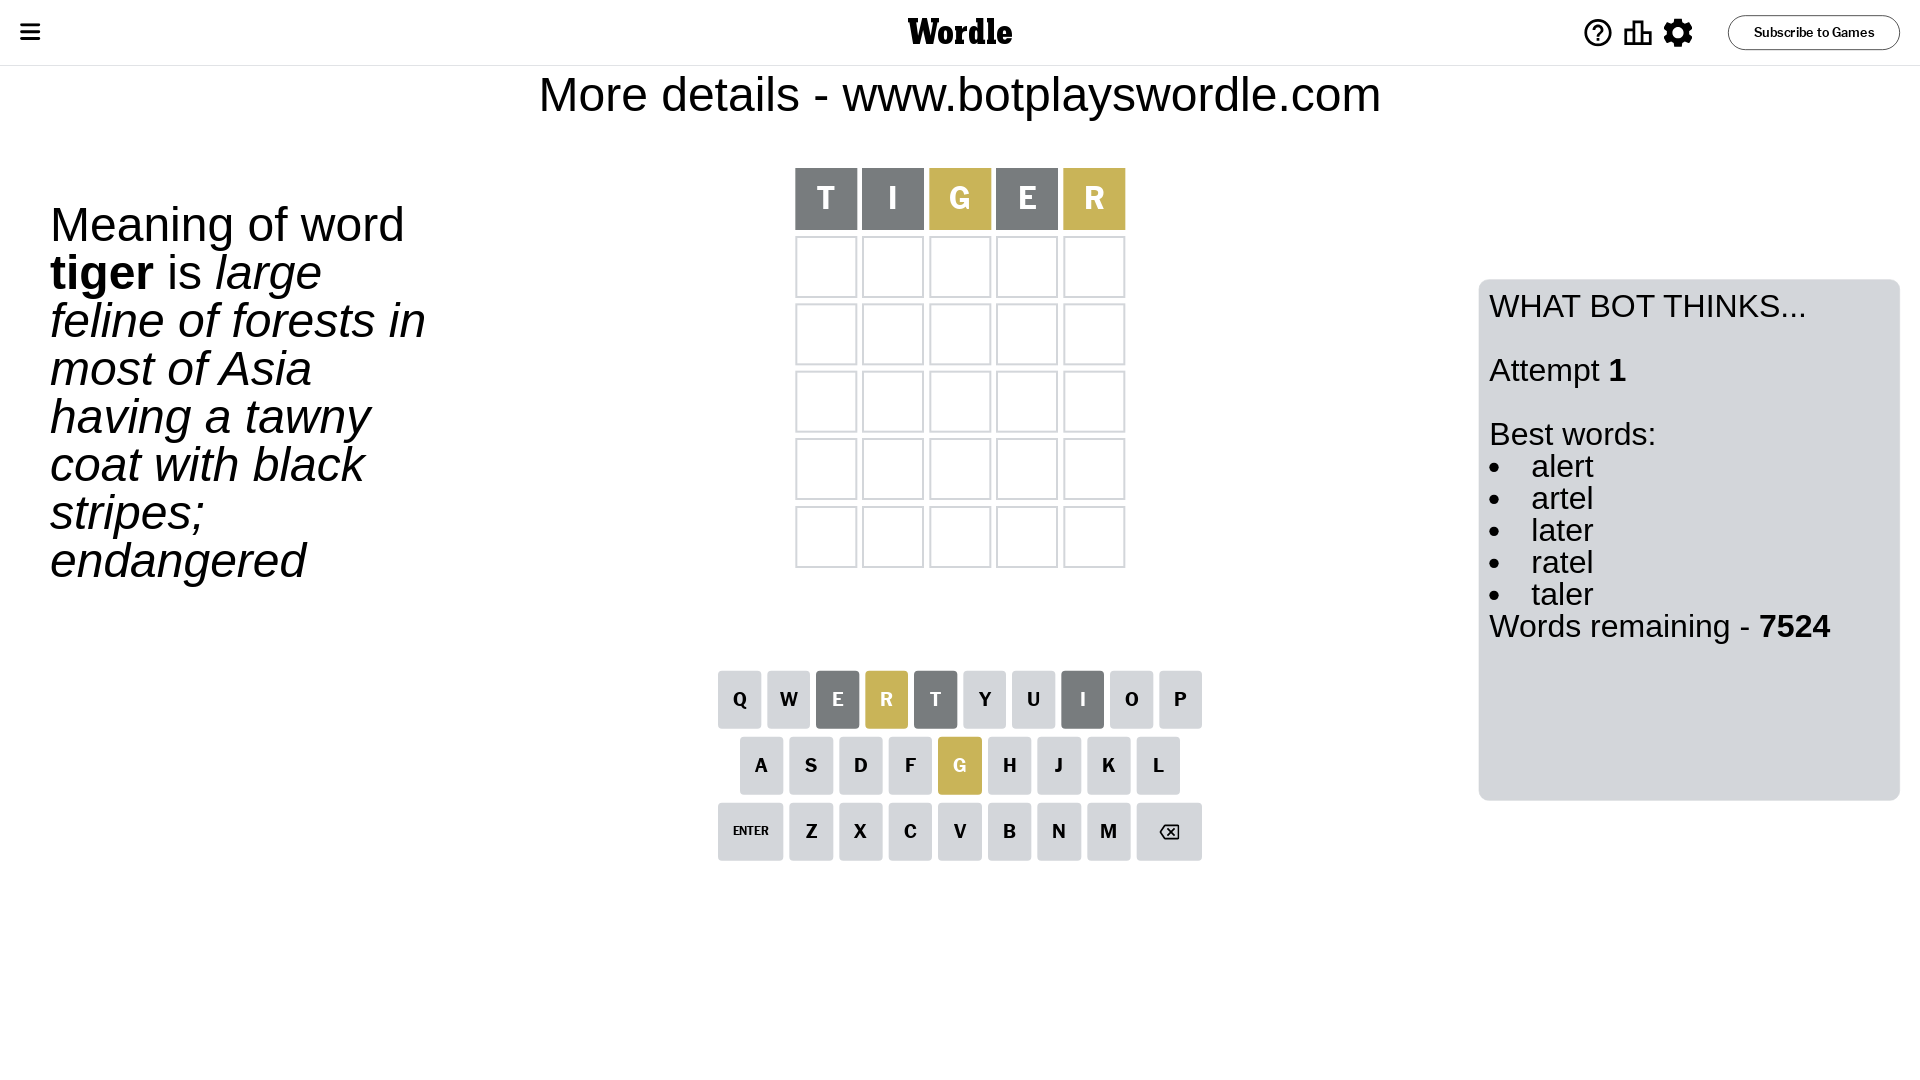 Wordle
Subscribe to Games
More details - www.botplayswordle.com
Meaning of word
tiger is large
feline of forests in
most of Asia
having a tawny
coat with black
stripes;
endangered
T I G E R
WHAT BOT THINKS...
Attempt 1
Best words:
• alert
• artel
• later
• ratel
• taler
Words remaining - 7524
Q W E R T Y U I O P
A S D F G H J K L
ENTER Z X C V B N M